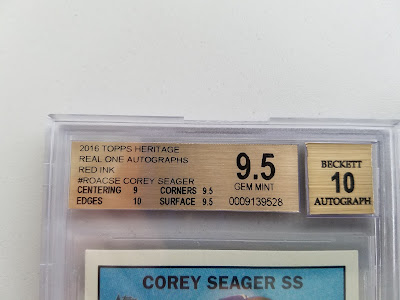 2016 TOPPS HERITAGE
REAL ONE AUTOGRAPHS
RED INK
#ROACSE COREY SEAGER
CENTERING 9 CORNERS 9.5
EDGES 10 SURFACE 9.5
9.5
GEM MINT
0009139528
BECKETT
10
AUTOGRAPH
COREY SEAGER SS